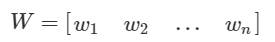 W = [w₁ w₂ … wₙ]